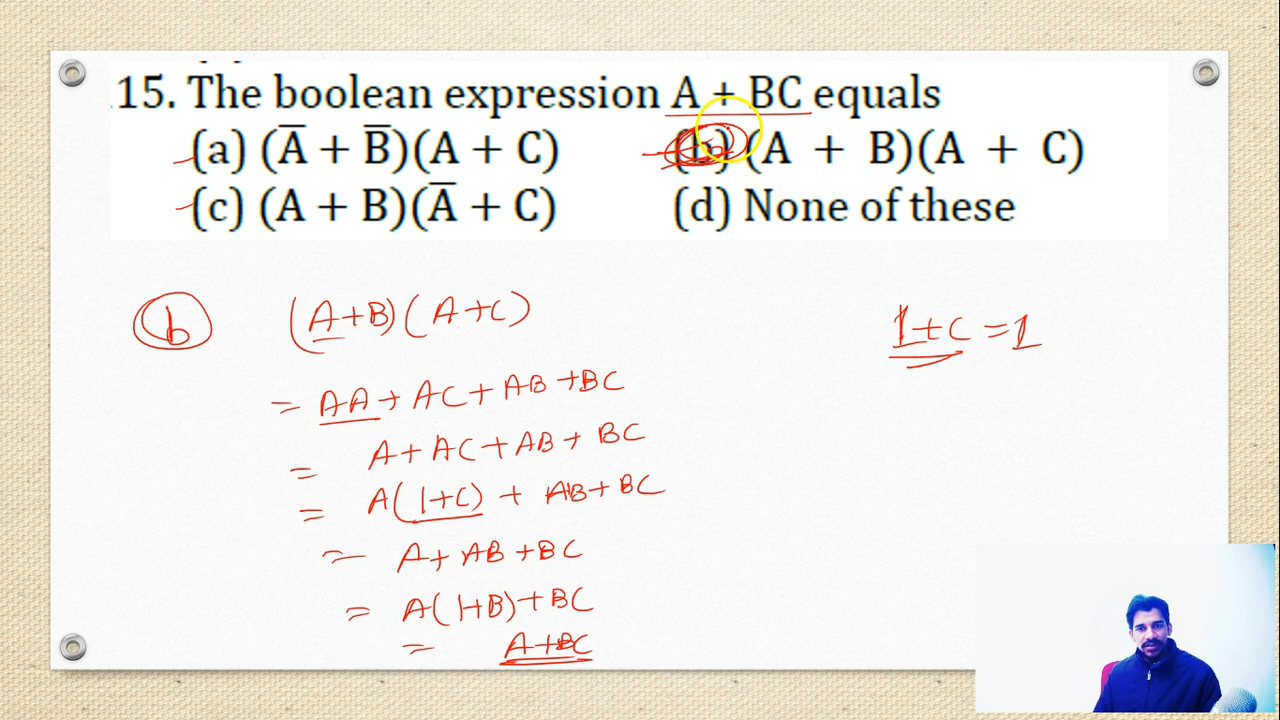 15. The boolean expression A + BC equals
(a) (A̅ + B̅)(A + C) (b) (A + B)(A + C)
(c) (A + B)(A̅ + C) (d) None of these
b (A+B)(A+C)
1+C = 1
= AA + AC + AB + BC
= A + AC + AB + BC
= A(1+C) + AB + BC
= A + AB + BC
= A(1+B) + BC
= A+BC